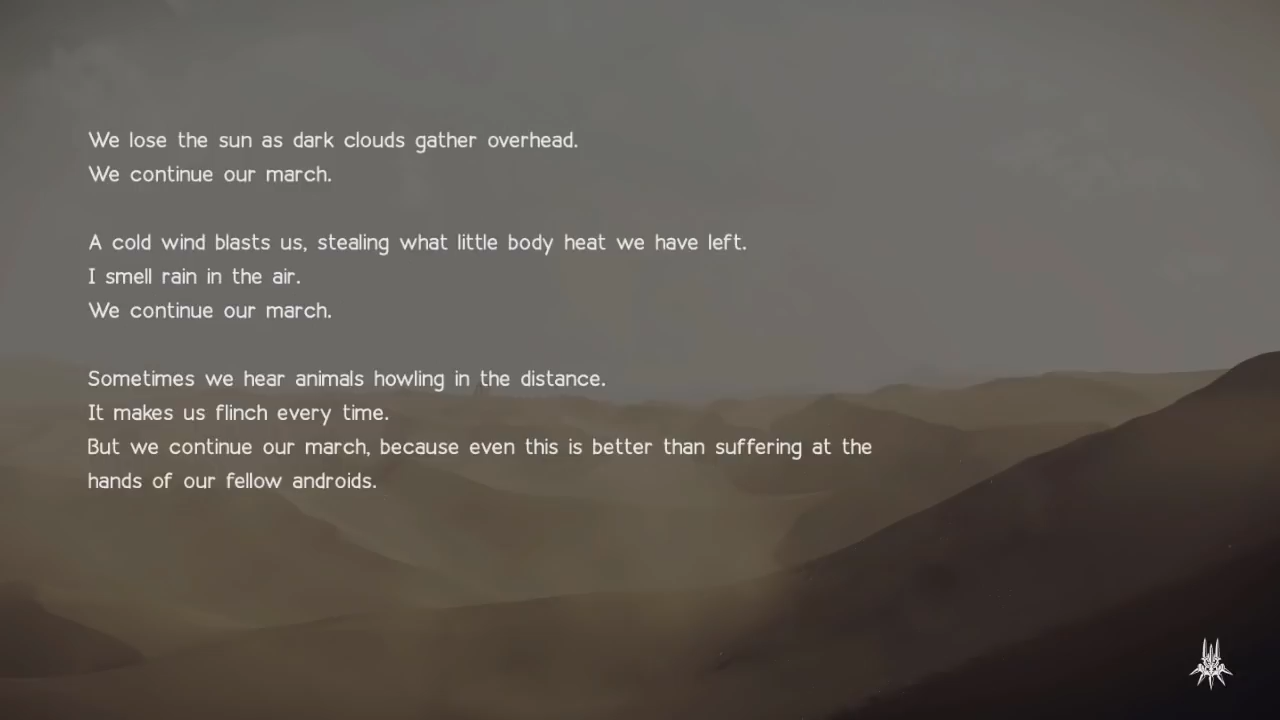 We lose the sun as dark clouds gather overhead.
We continue our march.
A cold wind blasts us, stealing what little body heat we have left.
I smell rain in the air.
We continue our march.
Sometimes we hear animals howling in the distance.
It makes us flinch every time.
But we continue our march, because even this is better than suffering at the
hands of our fellow androids.